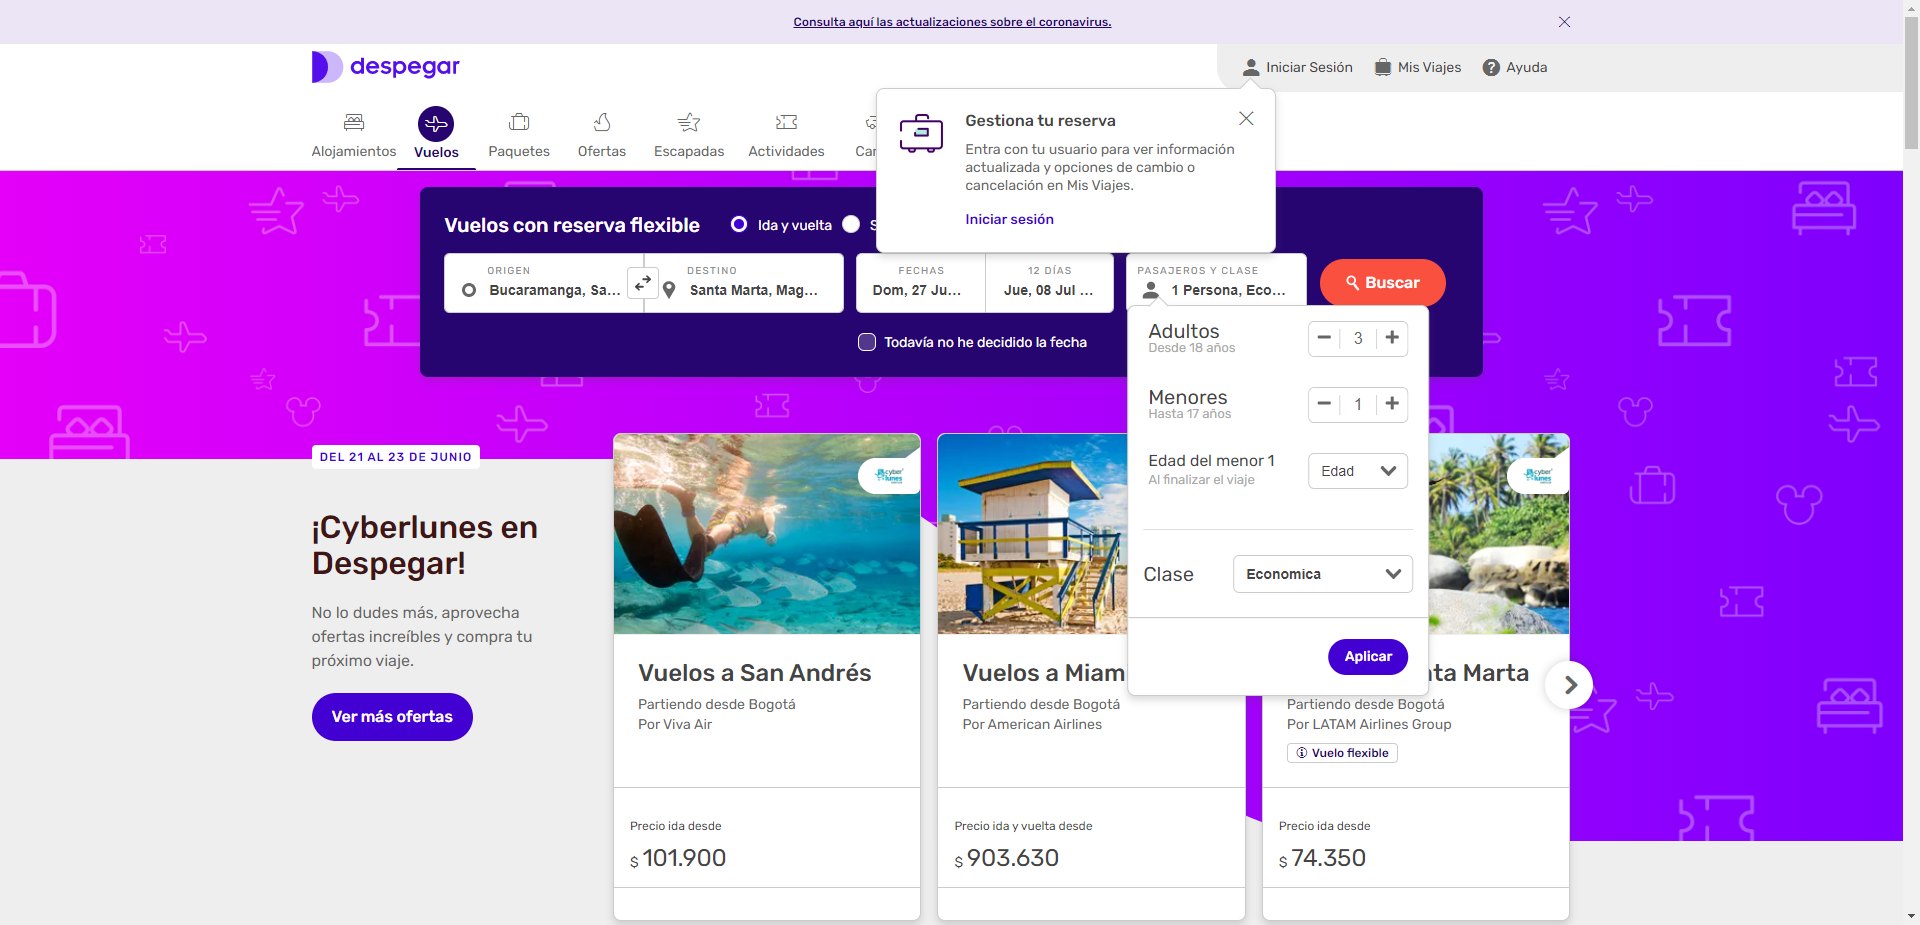 Consulta aquí las actualizaciones sobre el coronavirus.
despegar
Iniciar Sesión
Mis Viajes
Ayuda
Alojamientos
Vuelos
Paquetes
Ofertas
Escapadas
Actividades
Gestiona tu reserva
Entra con tu usuario para ver información
actualizada y opciones de cambio o
cancelación en Mis Viajes.
Iniciar sesión
Vuelos con reserva flexible
Ida y vuelta
ORIGEN
Bucaramanga, Sa...
DESTINO
Santa Marta, Mag...
FECHAS
Dom, 27 Ju...
12 DÍAS
Jue, 08 Jul ...
PASAJEROS Y CLASE
1 Persona, Eco...
Buscar
Todavía no he decidido la fecha
Adultos
Desde 18 años
3
Menores
Hasta 17 años
1
Edad del menor 1
Al finalizar el viaje
Edad
Clase
Economica
Aplicar
DEL 21 AL 23 DE JUNIO
¡Cyberlunes en
Despegar!
No lo dudes más, aprovecha
ofertas increíbles y compra tu
próximo viaje.
Ver más ofertas
cyber
lunes
Vuelos a San Andrés
Partiendo desde Bogotá
Por Viva Air
Precio ida desde
$ 101.900
Vuelos a Miam
Partiendo desde Bogotá
Por American Airlines
Precio ida y vuelta desde
$ 903.630
cyber
lunes
ta Marta
Partiendo desde Bogotá
Por LATAM Airlines Group
Vuelo flexible
Precio ida desde
$ 74.350